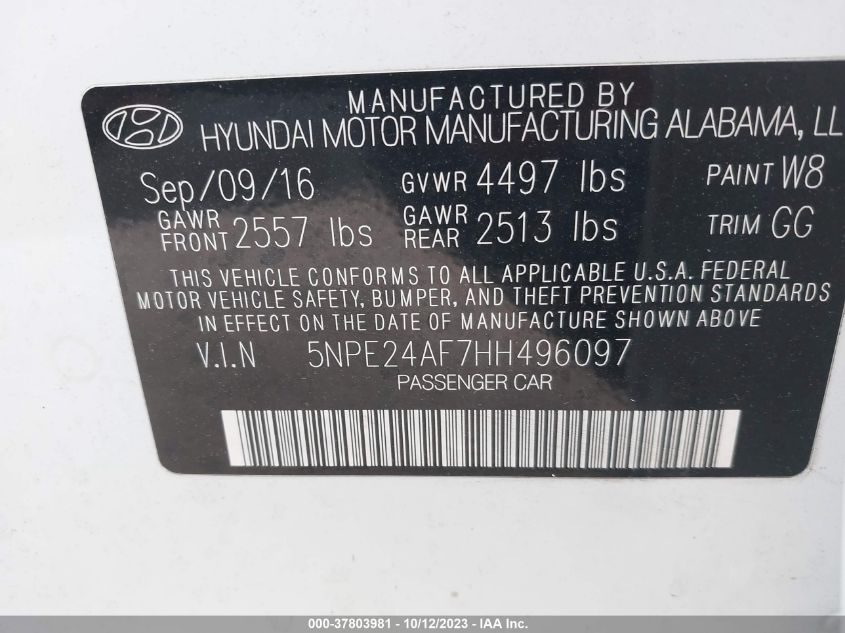 MANUFACTURED BY
HYUNDAI MOTOR MANUFACTURING ALABAMA, LL
Sep/09/16 GVWR 4497 lbs PAINT W8
GAWR FRONT 2557 lbs GAWR REAR 2513 lbs TRIM GG
THIS VEHICLE CONFORMS TO ALL APPLICABLE U.S.A. FEDERAL
MOTOR VEHICLE SAFETY, BUMPER, AND THEFT PREVENTION STANDARDS
IN EFFECT ON THE DATE OF MANUFACTURE SHOWN ABOVE
V.I.N 5NPE24AF7HH496097
PASSENGER CAR
000-37803981 - 10/12/2023 - IAA Inc.